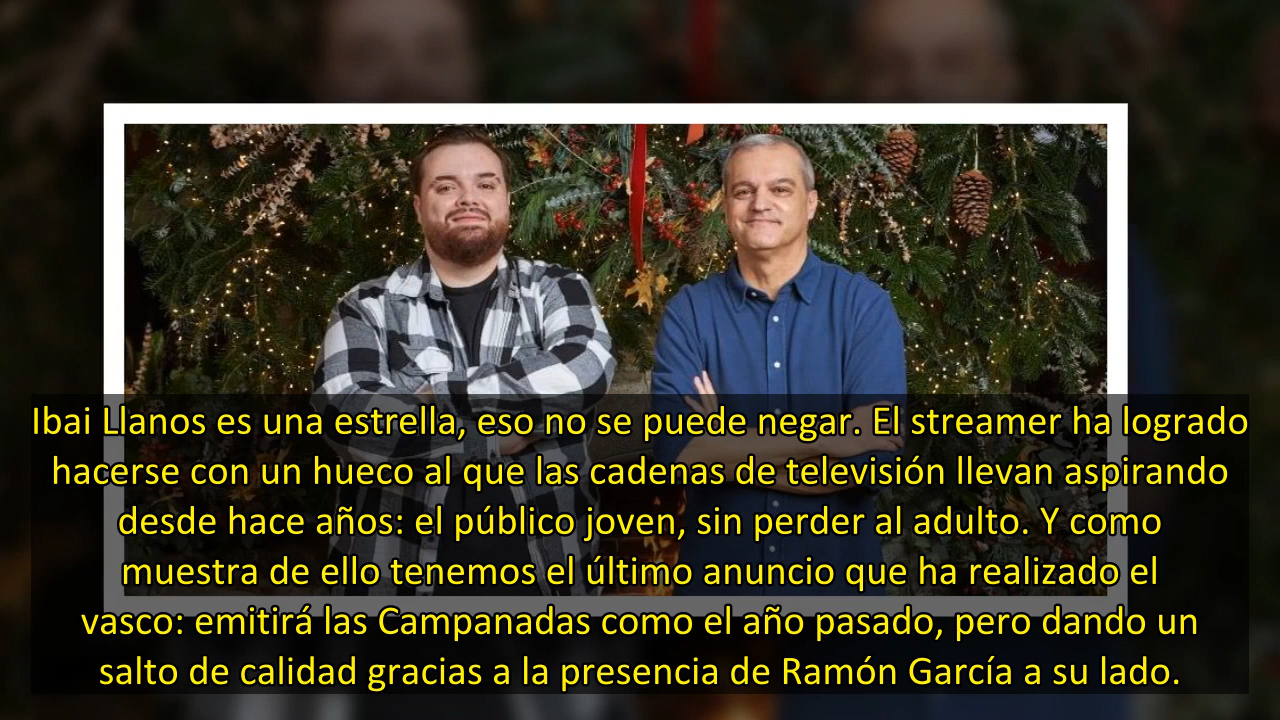 Ibai Llanos es una estrella, eso no se puede negar. El streamer ha logrado
hacerse con un hueco al que las cadenas de televisión llevan aspirando
desde hace años: el público joven, sin perder al adulto. Y como
muestra de ello tenemos el último anuncio que ha realizado el
vasco: emitirá las Campanadas como el año pasado, pero dando un
salto de calidad gracias a la presencia de Ramón García a su lado.